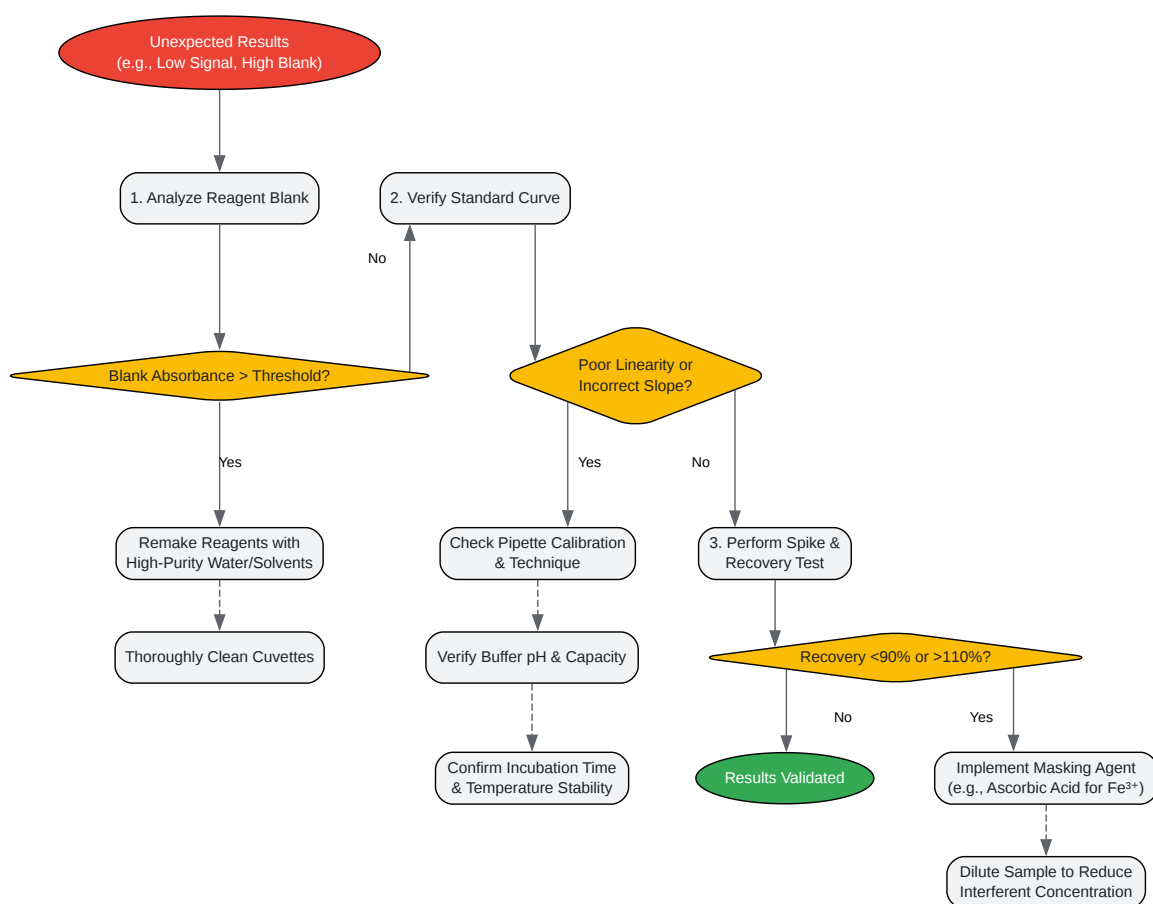 Unexpected Results
(e.g., Low Signal, High Blank)
1. Analyze Reagent Blank
2. Verify Standard Curve
No
Blank Absorbance > Threshold?
Poor Linearity or
Incorrect Slope?
Yes
Yes
No
Remake Reagents with
High-Purity Water/Solvents
Check Pipette Calibration
& Technique
3. Perform Spike &
Recovery Test
Thoroughly Clean Cuvettes
Verify Buffer pH & Capacity
Recovery <90% or >110%?
No
Yes
Confirm Incubation Time
& Temperature Stability
Results Validated
Implement Masking Agent
(e.g., Ascorbic Acid for Fe³⁺)
Dilute Sample to Reduce
Interferent Concentration